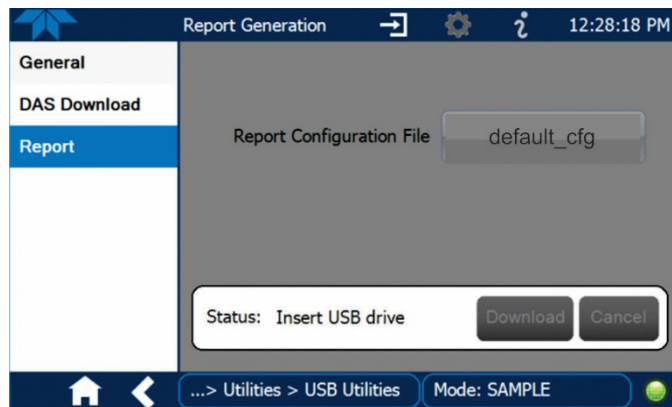 Report Generation
12:28:18 PM
General
DAS Download
Report
Report Configuration File
default_cfg
Status: Insert USB drive
Download
Cancel
...> Utilities > USB Utilities
Mode: SAMPLE